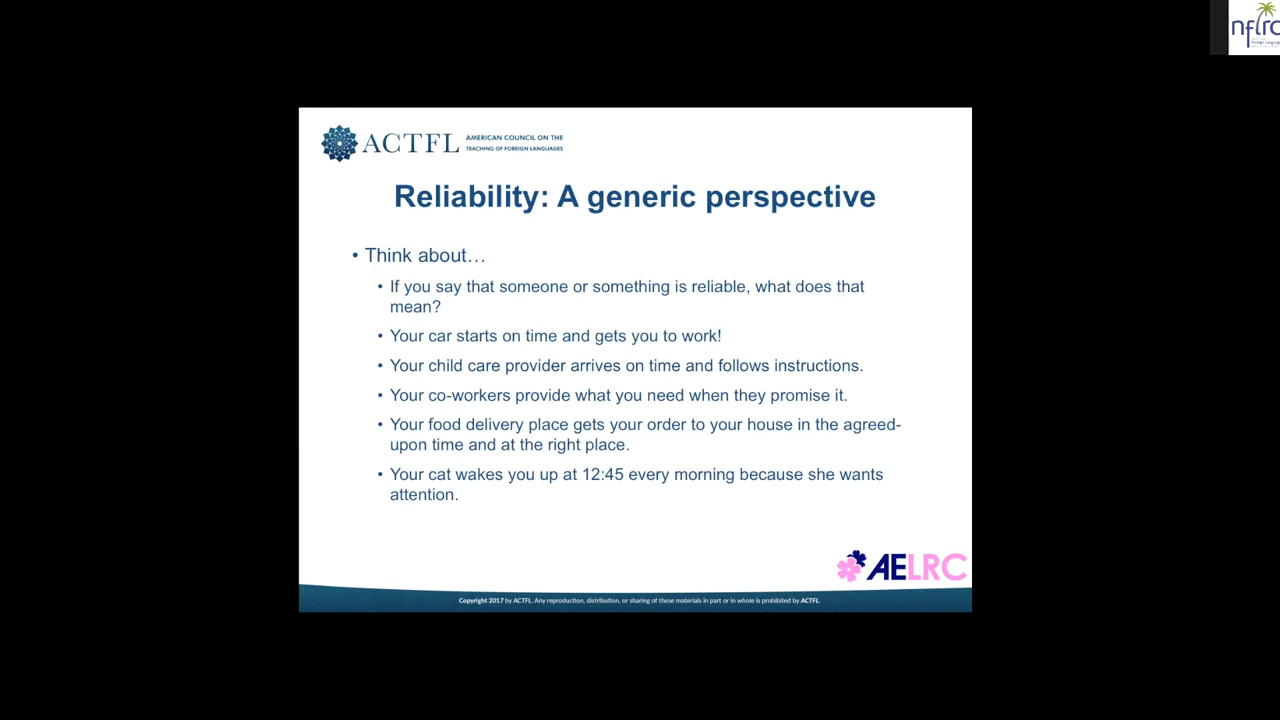 nflrc
ACTFL AMERICAN COUNCIL ON THE
TEACHING OF FOREIGN LANGUAGES
Reliability: A generic perspective
• Think about…
• If you say that someone or something is reliable, what does that
mean?
• Your car starts on time and gets you to work!
• Your child care provider arrives on time and follows instructions.
• Your co-workers provide what you need when they promise it.
• Your food delivery place gets your order to your house in the agreed-
upon time and at the right place.
• Your cat wakes you up at 12:45 every morning because she wants
attention.
AELRC
Copyright 2017 by ACTFL. Any reproduction, distribution, or sharing of these materials in part or in whole is prohibited by ACTFL.